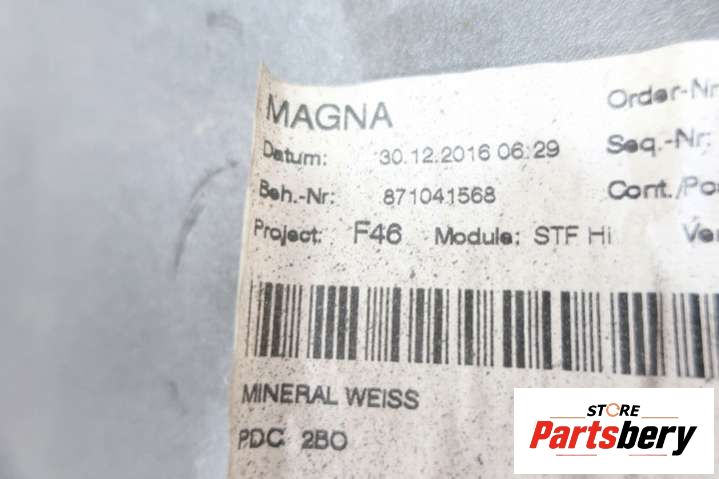 MAGNA
Order-Nr
Datum: 30.12.2016 06:29 Seq.-Nr:
Beh.-Nr: 871041568 Cont./
Project: F46 Module: STF Hi
MINERAL WEISS
PDC 2BO
STORE
Partsbery